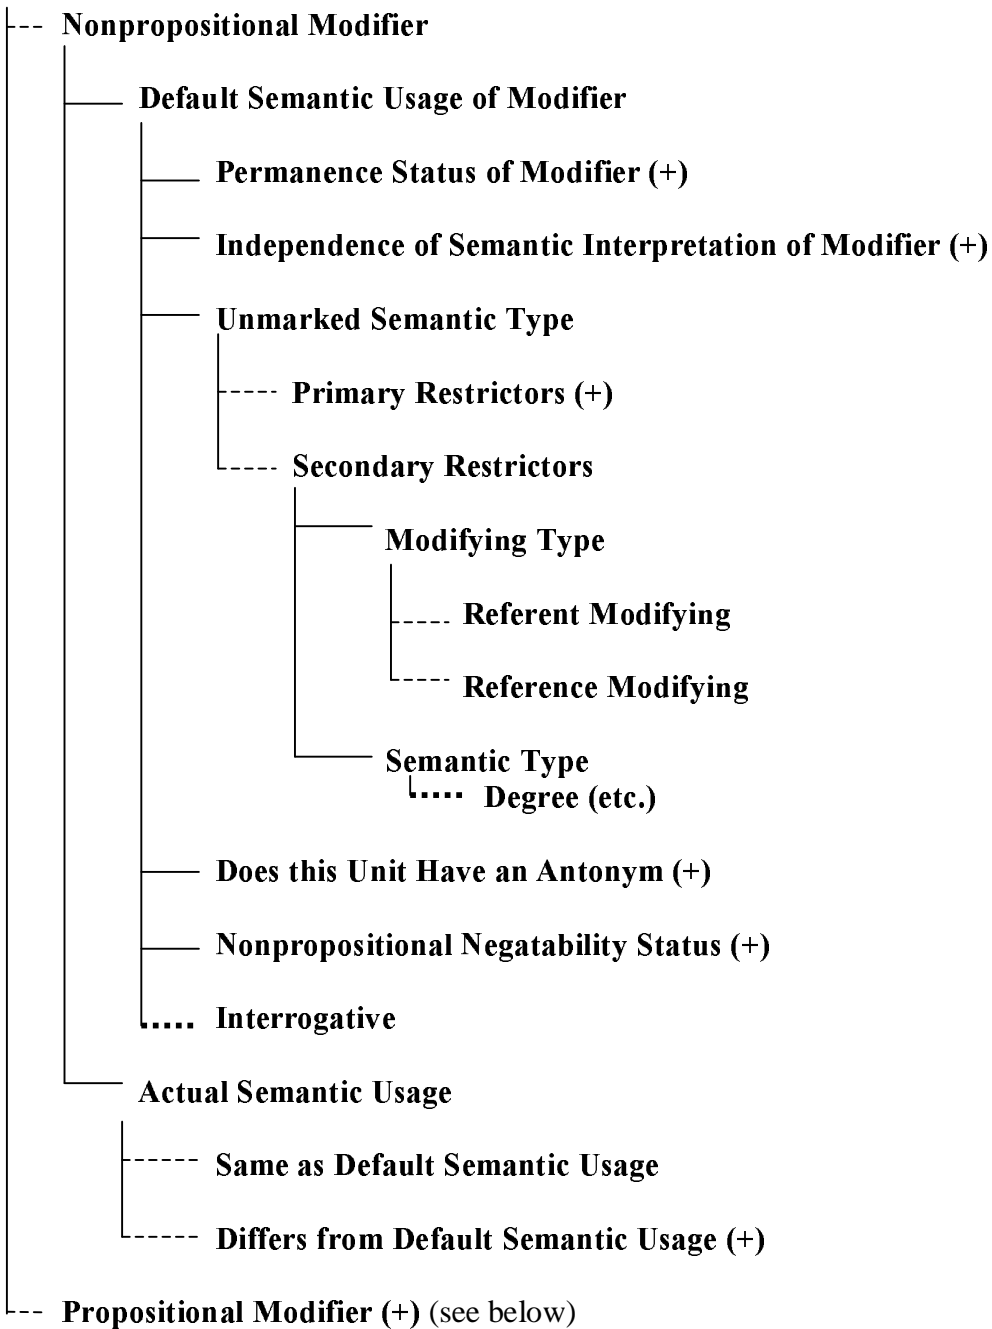 Nonpropositional Modifier
Default Semantic Usage of Modifier
Permanence Status of Modifier (+)
Independence of Semantic Interpretation of Modifier (+)
Unmarked Semantic Type
Primary Restrictors (+)
Secondary Restrictors
Modifying Type
Referent Modifying
Reference Modifying
Semantic Type
Degree (etc.)
Does this Unit Have an Antonym (+)
Nonpropositional Negatability Status (+)
Interrogative
Actual Semantic Usage
Same as Default Semantic Usage
Differs from Default Semantic Usage (+)
Propositional Modifier (+) (see below)